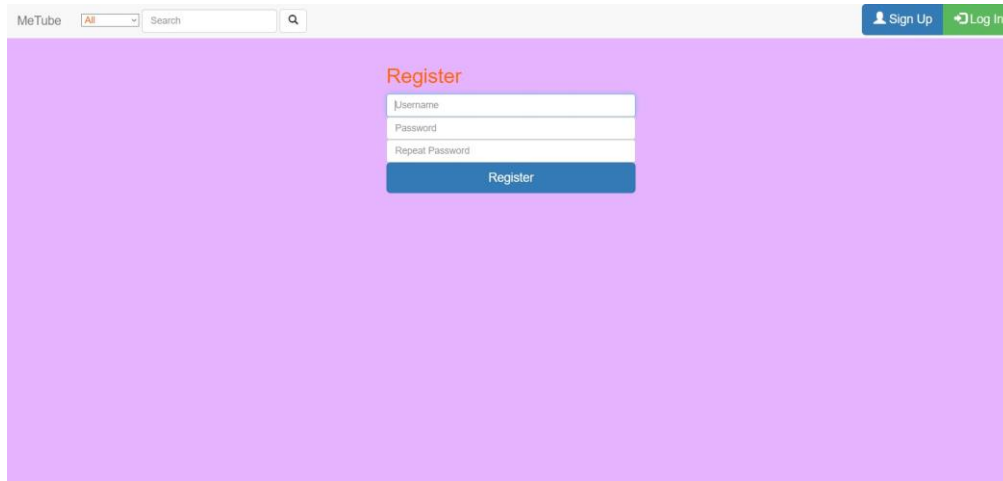 MeTube All Search Sign Up Log In
Register
Username
Password
Repeat Password
Register